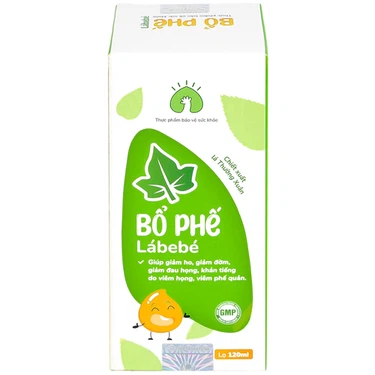 BỔ PHẾ
Lábebé
Thực phẩm bảo vệ sức khỏe
Chiết xuất
lá Thường Xuân
BỔ PHẾ
Lábebé
Giúp giảm ho, giảm đờm,
giảm đau họng, khản tiếng
do viêm họng, viêm phế quản.
GMP
Lọ 120ml